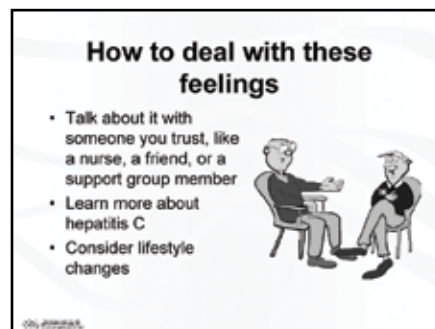 How to deal with these
feelings
• Talk about it with
someone you trust, like
a nurse, a friend, or a
support group member
• Learn more about
hepatitis C
• Consider lifestyle
changes